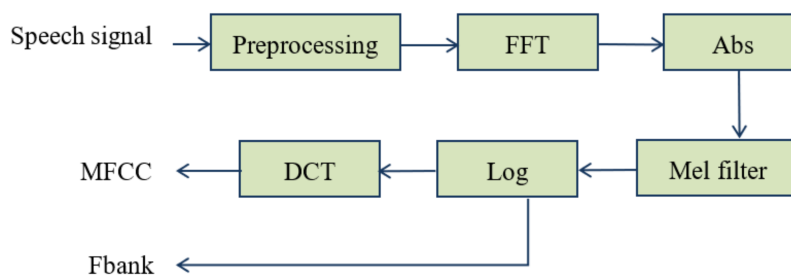 Speech signal
Preprocessing
FFT
Abs
Mel filter
Log
DCT
MFCC
Fbank